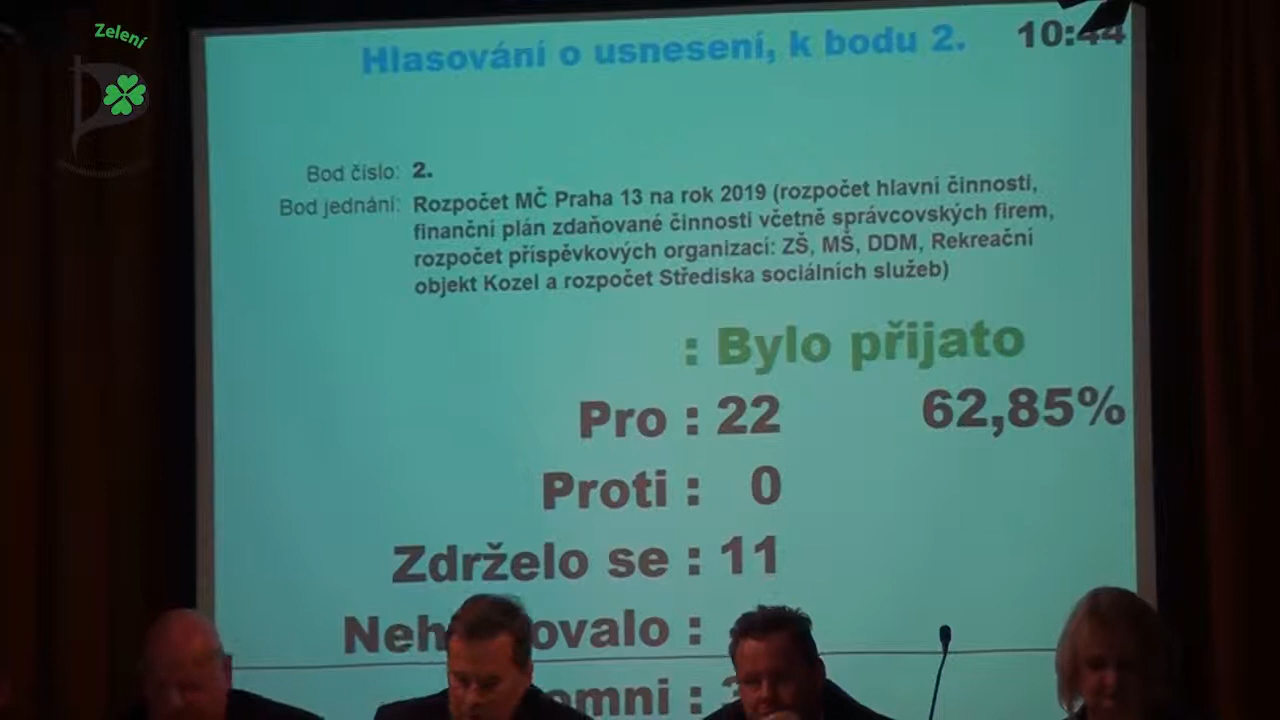 Zelení
Hlasování o usnesení, k bodu 2.
10:44
Bod číslo: 2.
Bod jednání: Rozpočet MČ Praha 13 na rok 2019 (rozpočet hlavní činnosti,
finanční plán zdaňované činnosti včetně správcovských firem,
rozpočet příspěvkových organizací: ZŠ, MŠ, DDM, Rekreační
objekt Kozel a rozpočet Střediska sociálních služeb)
: Bylo přijato
Pro : 22 62,85%
Proti : 0
Zdrželo se : 11
:
: